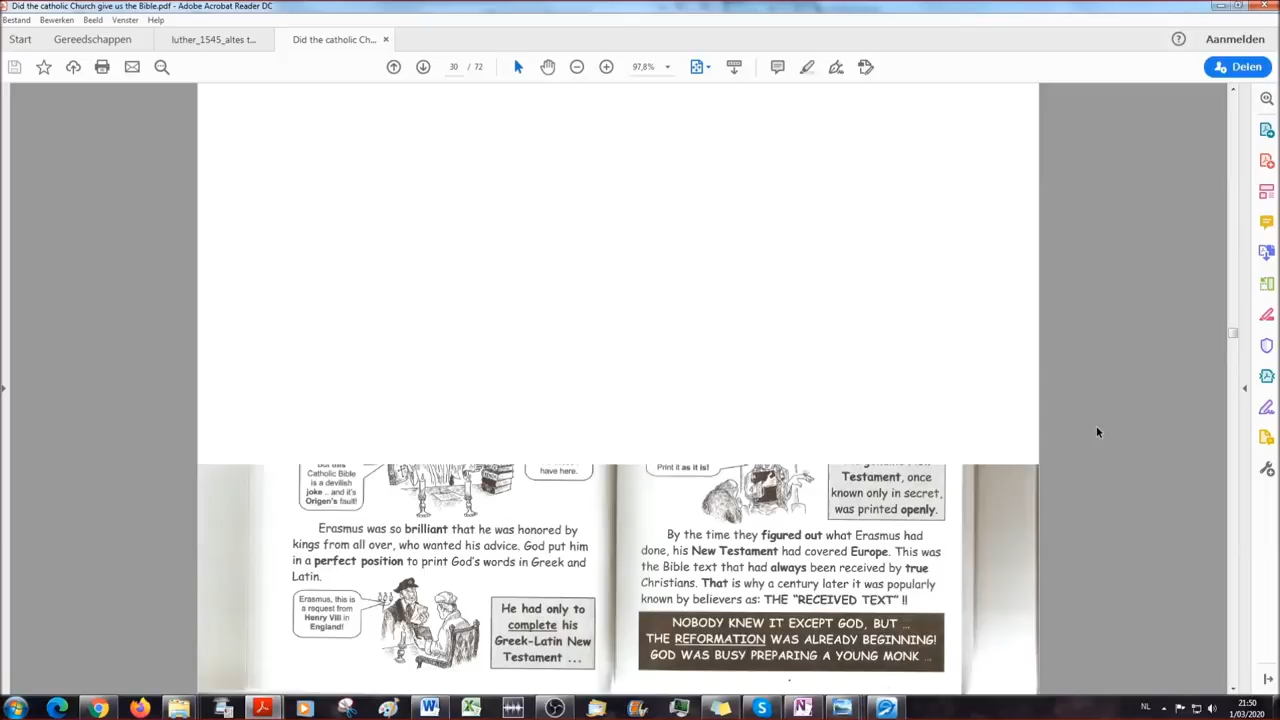 Did the catholic Church give us the Bible.pdf - Adobe Acrobat Reader DC
Bestand Bewerken Beeld Venster Help
Start Gereedschappen luther_1545_altes t... Did the catholic Ch... Aanmelden
30 / 72 97,8% Delen
Catholic Bible
is a devilish
joke .. and it's
Origen's fault!
have here.
Erasmus was so brilliant that he was honored by
kings from all over, who wanted his advice. God put him
in a perfect position to print God's words in Greek and
Latin.
Erasmus, this is
a request from
Henry VIII in
England!
He had only to
complete his
Greek-Latin New
Testament ...
Print it as it is!
Testament, once
known only in secret,
was printed openly.
By the time they figured out what Erasmus had
done, his New Testament had covered Europe. This was
the Bible text that had always been received by true
Christians. That is why a century later it was popularly
known by believers as: THE "RECEIVED TEXT" !!
NOBODY KNEW IT EXCEPT GOD, BUT ...
THE REFORMATION WAS ALREADY BEGINNING!
GOD WAS BUSY PREPARING A YOUNG MONK ...
NL 21:50
1/03/2020